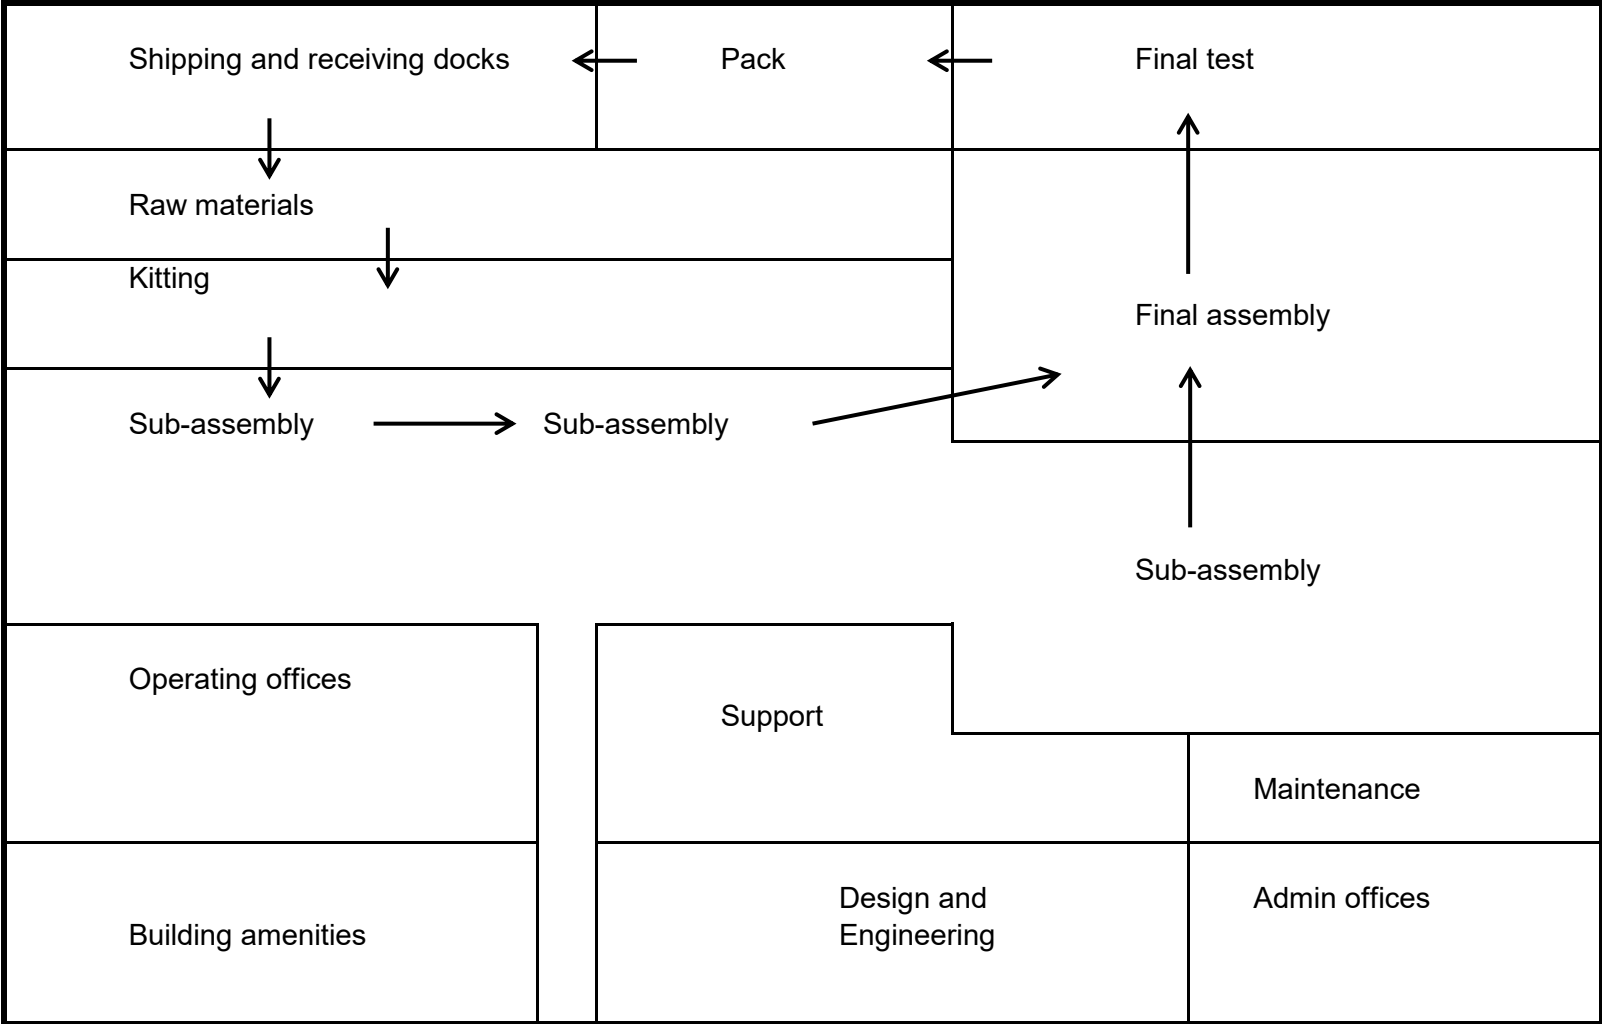 Shipping and receiving docks
Pack
Final test
Raw materials
Kitting
Final assembly
Sub-assembly
Sub-assembly
Sub-assembly
Operating offices
Support
Maintenance
Design and
Engineering
Admin offices
Building amenities